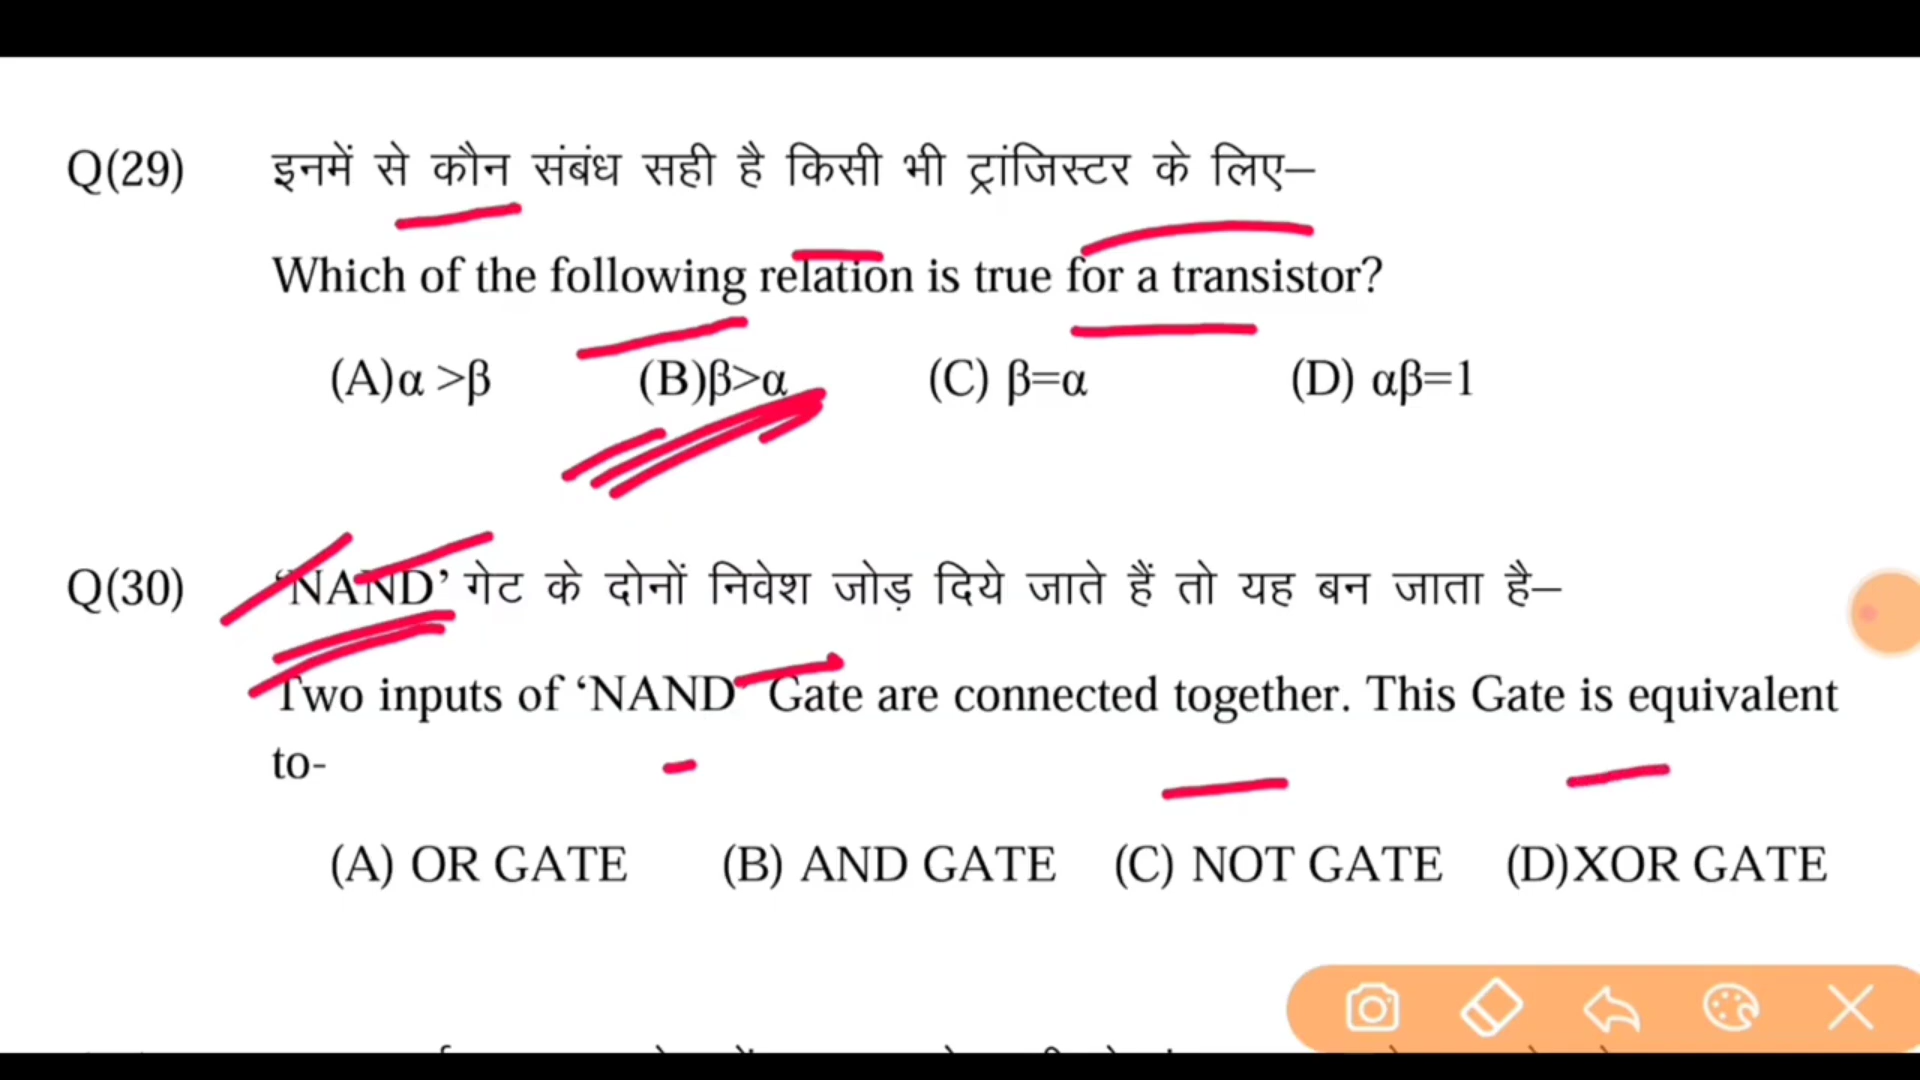 Q(29) इनमें से कौन संबंध सही है किसी भी ट्रांजिस्टर के लिए–
Which of the following relation is true for a transistor?
(A)α >β (B)β>α (C) β=α (D) αβ=1
Q(30) ‘NAND’ गेट के दोनों निवेश जोड़ दिये जाते हैं तो यह बन जाता है–
Two inputs of ‘NAND’ Gate are connected together. This Gate is equivalent
to-
(A) OR GATE (B) AND GATE (C) NOT GATE (D)XOR GATE